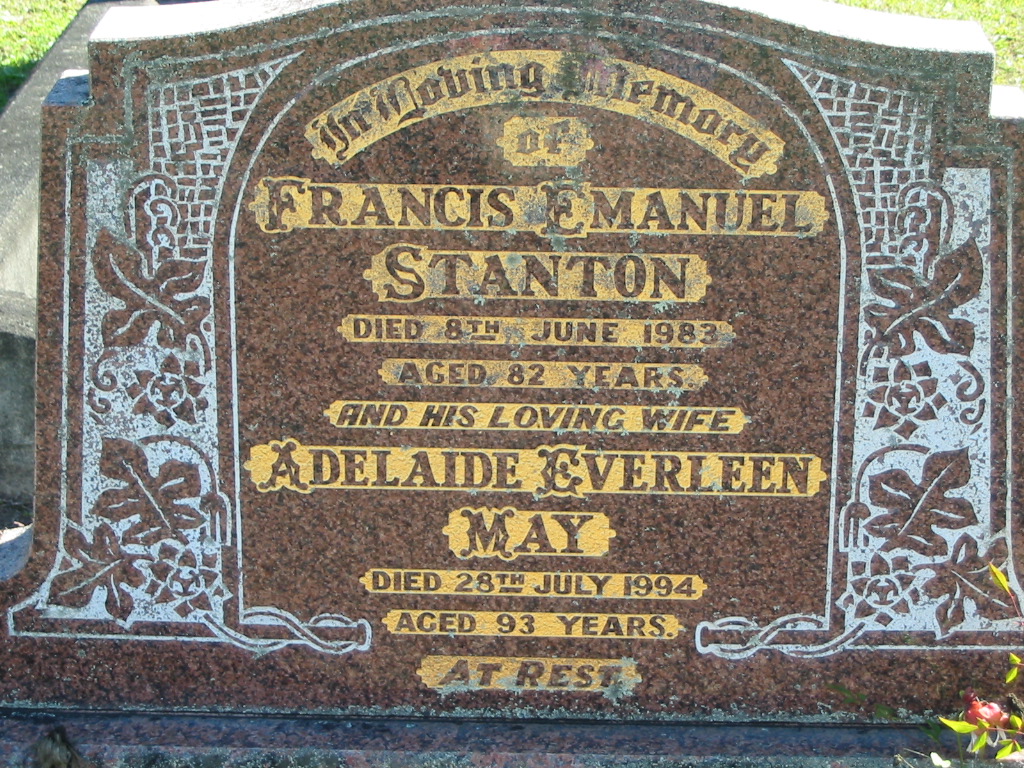 In Loving Memory
of
FRANCIS EMANUEL
STANTON
DIED 8TH JUNE 1983
AGED 82 YEARS.
AND HIS LOVING WIFE
ADELAIDE EVERLEEN
MAY
DIED 28TH JULY 1994
AGED 93 YEARS.
AT REST